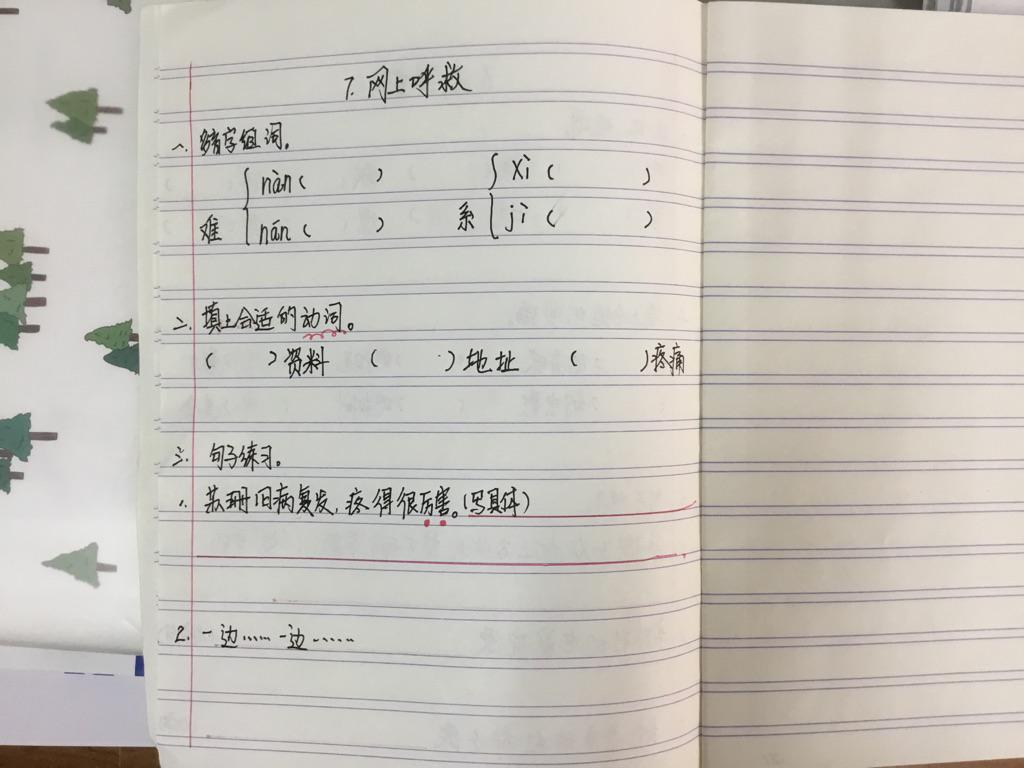 7. 网上呼救
一. 多音字组词。
难 { nàn (     )     系 { xì (     )
nán (     )     jì (     )
二. 填上合适的动词。
(     ) 资料 (     ) 地址 (     ) 疼痛
三. 句子练习。
1. 苏珊旧病复发, 疼得很厉害。(写具体)
2. 一边……一边……